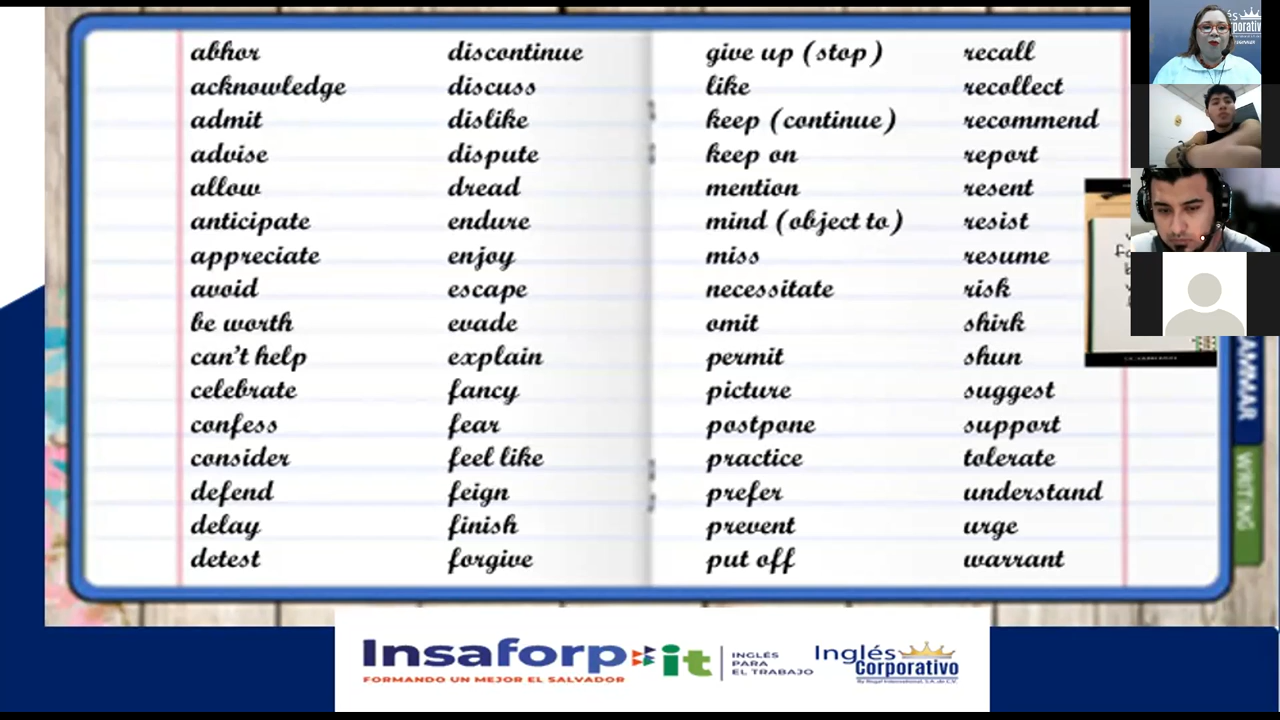 abhor
acknowledge
admit
advise
allow
anticipate
appreciate
avoid
be worth
can't help
celebrate
confess
consider
defend
delay
detest
discontinue
discuss
dislike
dispute
dread
endure
enjoy
escape
evade
explain
fancy
fear
feel like
feign
finish
forgive
give up (stop)
like
keep (continue)
keep on
mention
mind (object to)
miss
necessitate
omit
permit
picture
postpone
practice
prefer
prevent
put off
recall
recollect
recommend
report
resent
resist
resume
risk
shirk
shun
suggest
support
tolerate
understand
urge
warrant
WRITING
Insaforp
FORMANDO UN MEJOR EL SALVADOR
it
INGLÉS
PARA
EL TRABAJO
Inglés
Corporativo